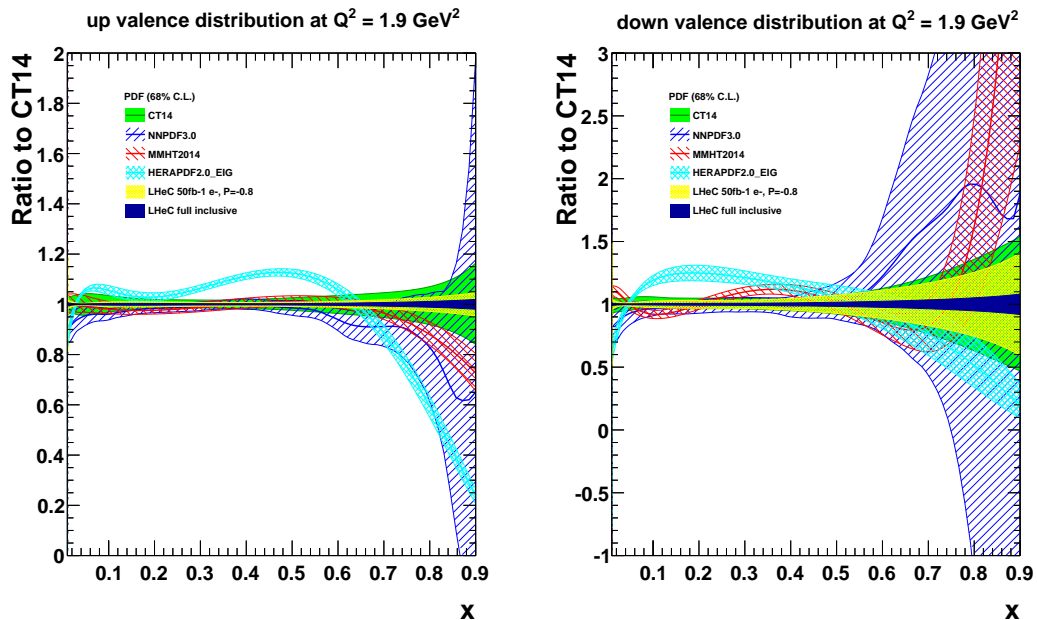 up valence distribution at Q² = 1.9 GeV²
Ratio to CT14
2
1.8
1.6
1.4
1.2
1
0.8
0.6
0.4
0.2
0
PDF (68% C.L.)
CT14
NNPDF3.0
MMHT2014
HERAPDF2.0_EIG
LHeC 50fb-1 e-, P=-0.8
LHeC full inclusive
0.1 0.2 0.3 0.4 0.5 0.6 0.7 0.8 0.9
x
down valence distribution at Q² = 1.9 GeV²
Ratio to CT14
3
2.5
2
1.5
1
0.5
0
-0.5
-1
PDF (68% C.L.)
CT14
NNPDF3.0
MMHT2014
HERAPDF2.0_EIG
LHeC 50fb-1 e-, P=-0.8
LHeC full inclusive
0.1 0.2 0.3 0.4 0.5 0.6 0.7 0.8 0.9
x